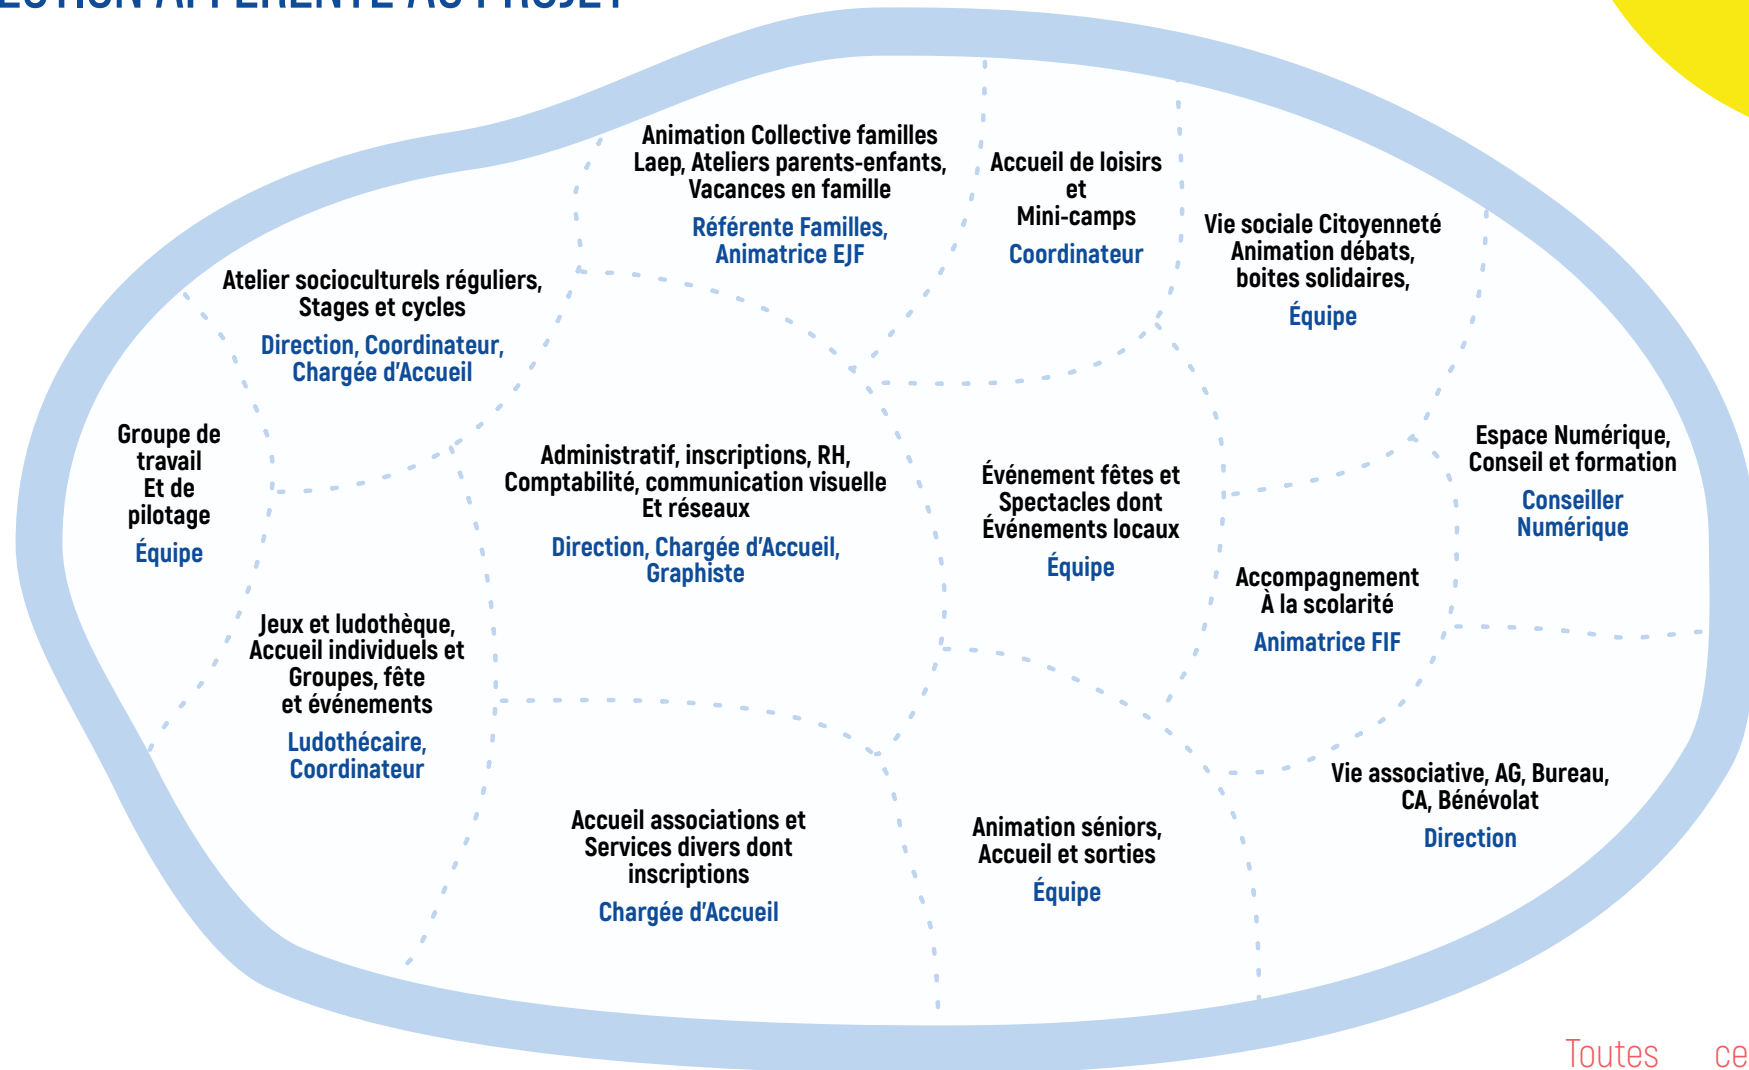 AFFÉRENTE AU PROJET
Animation Collective familles
Laep, Ateliers parents-enfants,
Vacances en famille
Référente Familles,
Animatrice EJF
Accueil de loisirs
et
Mini-camps
Coordinateur
Vie sociale Citoyenneté
Animation débats,
boites solidaires,
Équipe
Atelier socioculturels réguliers,
Stages et cycles
Direction, Coordinateur,
Chargée d'Accueil
Groupe de
travail
Et de
pilotage
Équipe
Administratif, inscriptions, RH,
Comptabilité, communication visuelle
Et réseaux
Direction, Chargée d'Accueil,
Graphiste
Événement fêtes et
Spectacles dont
Événements locaux
Équipe
Espace Numérique,
Conseil et formation
Conseiller
Numérique
Accompagnement
À la scolarité
Animatrice FIF
Jeux et ludothèque,
Accueil individuels et
Groupes, fête
et événements
Ludothécaire,
Coordinateur
Accueil associations et
Services divers dont
inscriptions
Chargée d'Accueil
Animation séniors,
Accueil et sorties
Équipe
Vie associative, AG, Bureau,
CA, Bénévolat
Direction
Toutes ce